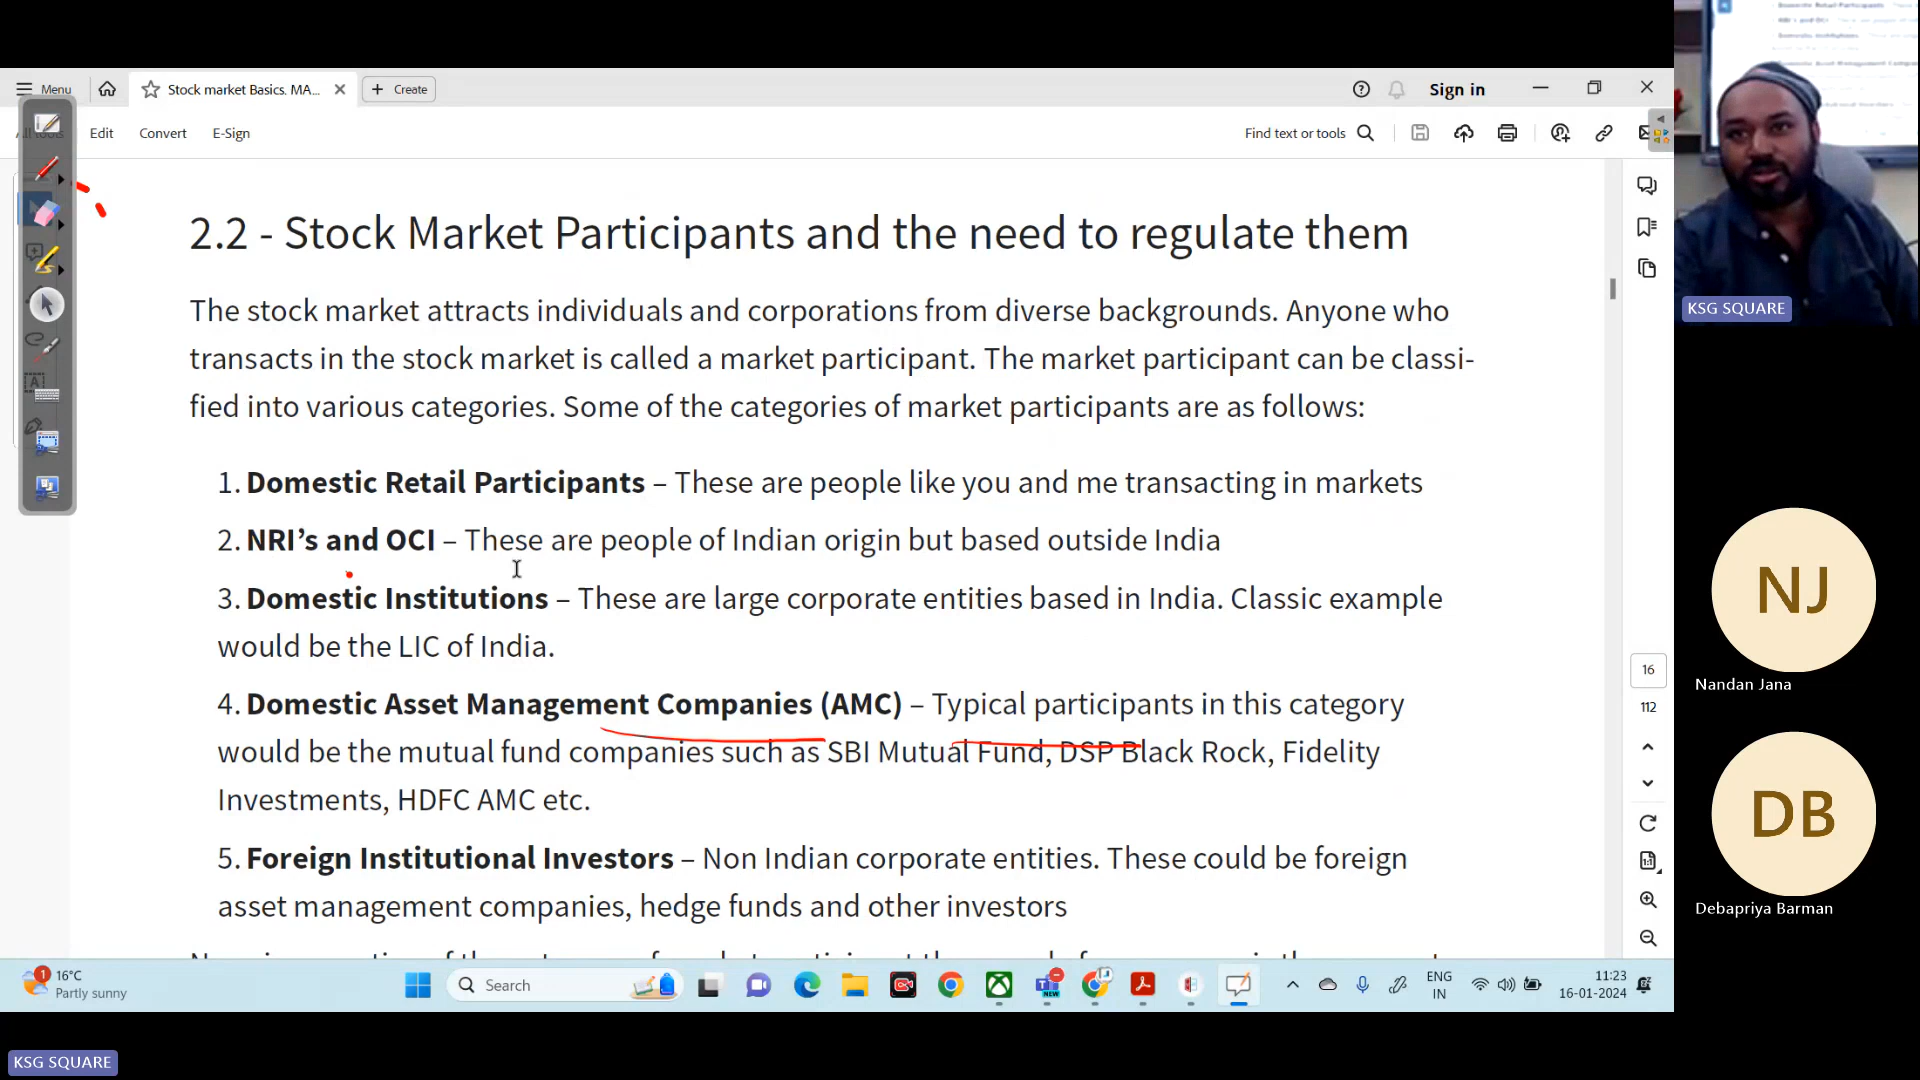 Menu
Stock market Basics. MA...
Create
Sign in
Edit
Convert
E-Sign
Find text or tools
2.2 - Stock Market Participants and the need to regulate them
The stock market attracts individuals and corporations from diverse backgrounds. Anyone who
transacts in the stock market is called a market participant. The market participant can be classi-
fied into various categories. Some of the categories of market participants are as follows:
1. Domestic Retail Participants – These are people like you and me transacting in markets
2. NRI’s and OCI – These are people of Indian origin but based outside India
3. Domestic Institutions – These are large corporate entities based in India. Classic example
would be the LIC of India.
4. Domestic Asset Management Companies (AMC) – Typical participants in this category
would be the mutual fund companies such as SBI Mutual Fund, DSP Black Rock, Fidelity
Investments, HDFC AMC etc.
5. Foreign Institutional Investors – Non Indian corporate entities. These could be foreign
asset management companies, hedge funds and other investors
16
112
KSG SQUARE
NJ
Nandan Jana
DB
Debapriya Barman
1
16°C
Partly sunny
Search
NEW
ENG
IN
11:23
16-01-2024
KSG SQUARE